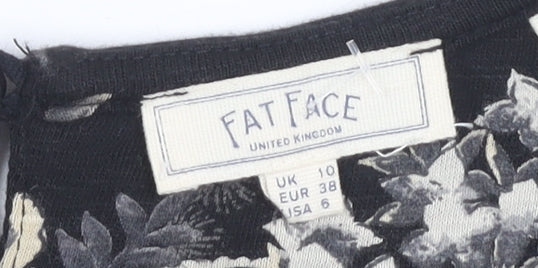 FAT FACE
UNITED KINGDOM
UK 10
EUR 38
USA 6